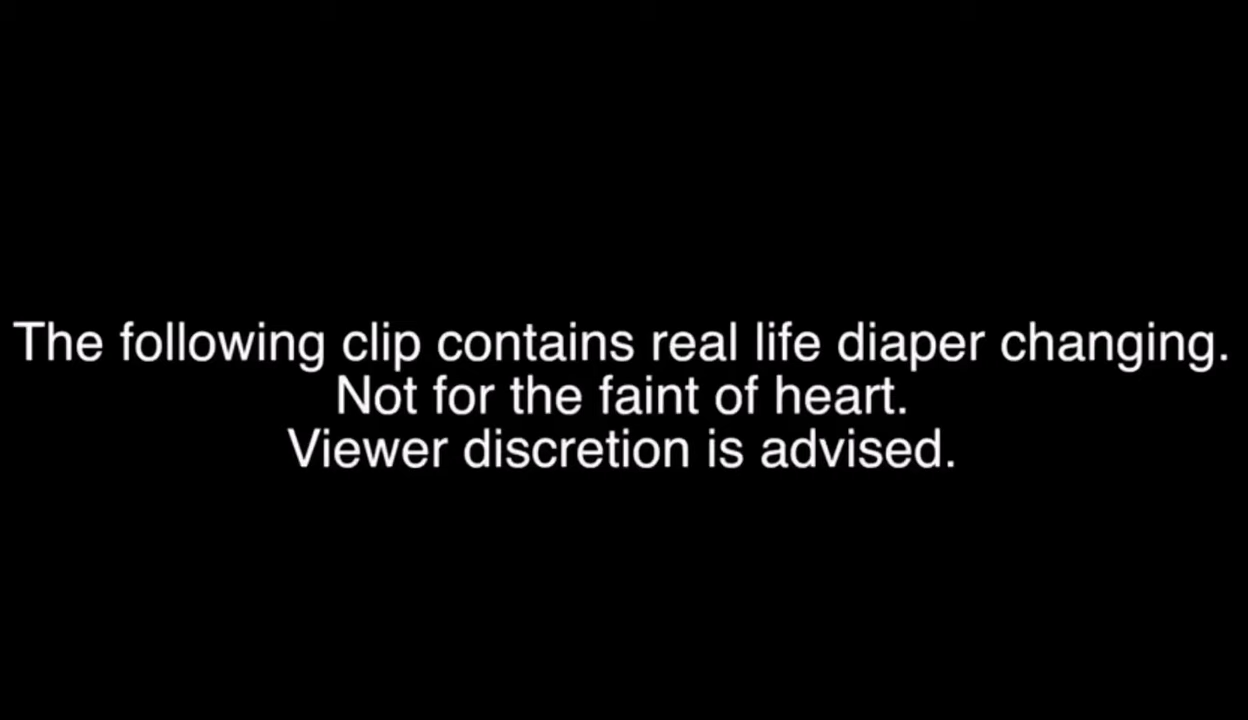 The following clip contains real life diaper changing.
Not for the faint of heart.
Viewer discretion is advised.